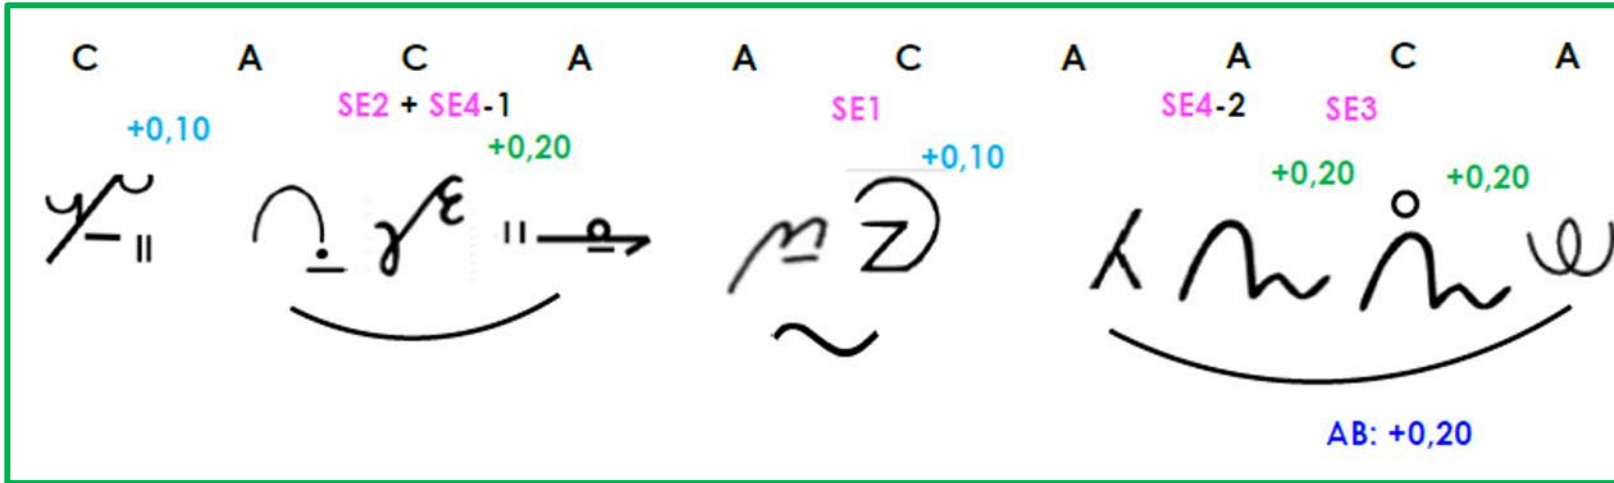 C A C A A C A A C A
SE2 + SE4-1 SE1 SE4-2 SE3
+0,10 +0,20 +0,10 +0,20 +0,20
AB: +0,20